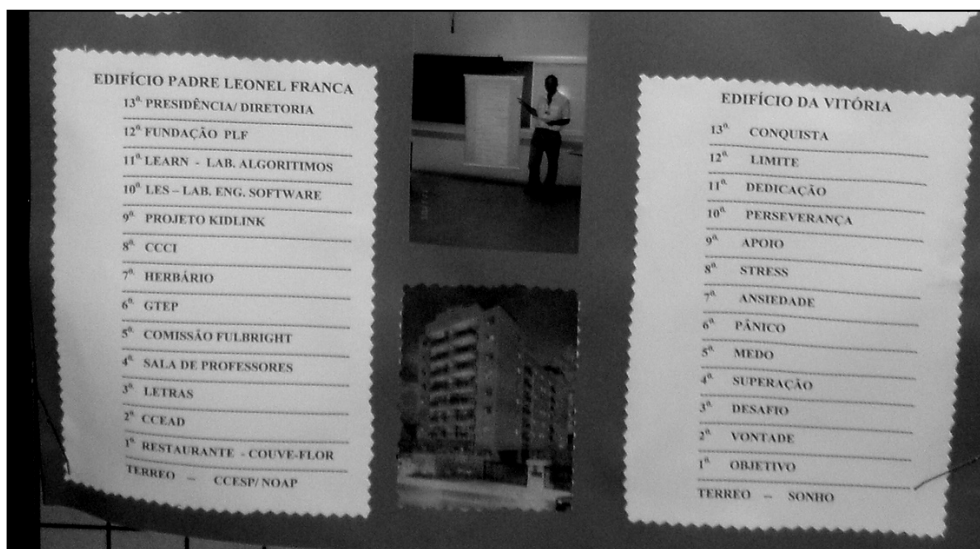 EDIFÍCIO PADRE LEONEL FRANCA
13º. PRESIDÊNCIA/ DIRETORIA
12º. FUNDAÇÃO PLF
11º. LEARN - LAB. ALGORITIMOS
10º. LES – LAB. ENG. SOFTWARE
9º. PROJETO KIDLINK
8º. CCCI
7º. HERBÁRIO
6º. GTEP
5º. COMISSÃO FULBRIGHT
4º. SALA DE PROFESSORES
3º. LETRAS
2º. CCEAD
1º. RESTAURANTE - COUVE-FLOR
TERREO – CCESP/ NOAP
EDIFÍCIO DA VITÓRIA
13º. CONQUISTA
12º. LIMITE
11º. DEDICAÇÃO
10º. PERSEVERANÇA
9º. APOIO
8º. STRESS
7º. ANSIEDADE
6º. PÂNICO
5º. MEDO
4º. SUPERAÇÃO
3º. DESAFIO
2º. VONTADE
1º. OBJETIVO
TERREO – SONHO